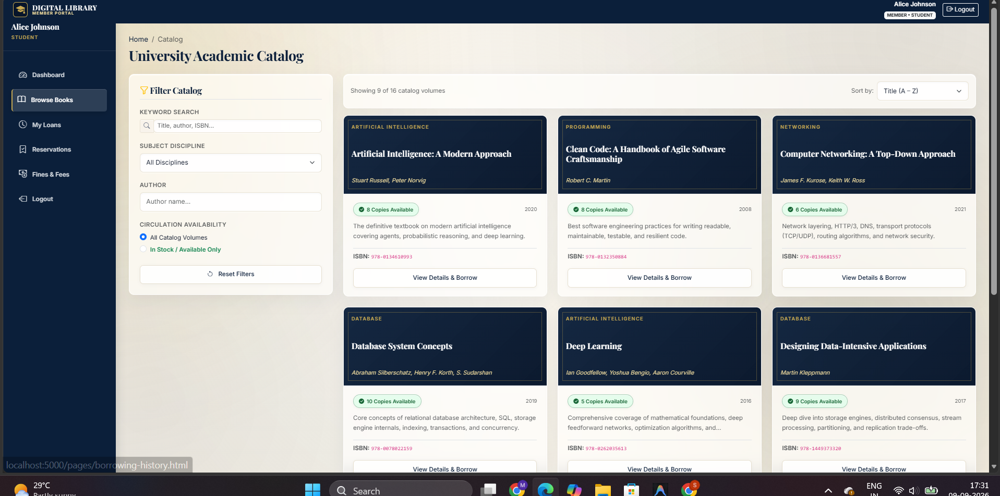 DIGITAL LIBRARY
MEMBER PORTAL
Alice Johnson
MEMBER • STUDENT
Logout
Alice Johnson
STUDENT
Dashboard
Browse Books
My Loans
Reservations
Fines & Fees
Logout
Home / Catalog
University Academic Catalog
Filter Catalog
KEYWORD SEARCH
Title, author, ISBN...
SUBJECT DISCIPLINE
All Disciplines
AUTHOR
Author name...
CIRCULATION AVAILABILITY
All Catalog Volumes
In Stock / Available Only
Reset Filters
Showing 9 of 16 catalog volumes
Sort by: Title (A – Z)
ARTIFICIAL INTELLIGENCE
Artificial Intelligence: A Modern Approach
Stuart Russell, Peter Norvig
8 Copies Available 2020
The definitive textbook on modern artificial intelligence
covering agents, probabilistic reasoning, and deep learning.
ISBN: 978-0134610993
View Details & Borrow
PROGRAMMING
Clean Code: A Handbook of Agile Software
Craftsmanship
Robert C. Martin
8 Copies Available 2008
Best software engineering practices for writing readable,
maintainable, testable, and resilient code.
ISBN: 978-0132350884
View Details & Borrow
NETWORKING
Computer Networking: A Top-Down Approach
James F. Kurose, Keith W. Ross
6 Copies Available 2021
Network layering, HTTP/3, DNS, transport protocols
(TCP/UDP), routing algorithms, and network security.
ISBN: 978-0136681557
View Details & Borrow
DATABASE
Database System Concepts
Abraham Silberschatz, Henry F. Korth, S. Sudarshan
10 Copies Available 2019
Core concepts of relational database architecture, SQL, storage
engine internals, indexing, transactions, and concurrency.
ISBN: 978-0078022159
View Details & Borrow
ARTIFICIAL INTELLIGENCE
Deep Learning
Ian Goodfellow, Yoshua Bengio, Aaron Courville
5 Copies Available 2016
Comprehensive coverage of mathematical foundations, deep
feedforward networks, optimization algorithms, and...
ISBN: 978-0262035613
View Details & Borrow
DATABASE
Designing Data-Intensive Applications
Martin Kleppmann
9 Copies Available 2017
Deep dive into storage engines, distributed consensus, stream
processing, partitioning, and replication trade-offs.
ISBN: 978-1449373320
View Details & Borrow
localhost:5000/pages/borrowing-history.html
29°C
Partly sunny
Search
M
S
ENG
IN
17:31
09-09-2026